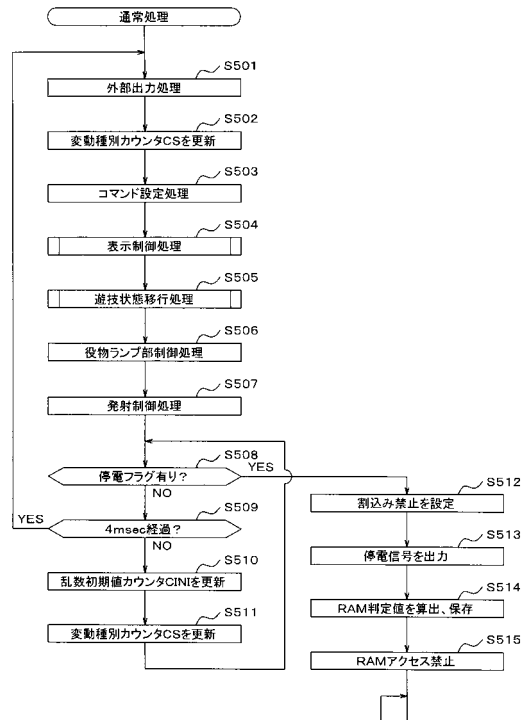 通常処理
S501
外部出力処理
S502
変動種別カウンタCSを更新
S503
コマンド設定処理
S504
表示制御処理
S505
遊技状態移行処理
S506
役物ランプ部制御処理
S507
発射制御処理
S508
停電フラグ有り?
YES
NO
S509
4msec経過?
YES
NO
S510
乱数初期値カウンタCINIを更新
S511
変動種別カウンタCSを更新
S512
割込み禁止を設定
S513
停電信号を出力
S514
RAM判定値を算出、保存
S515
RAMアクセス禁止